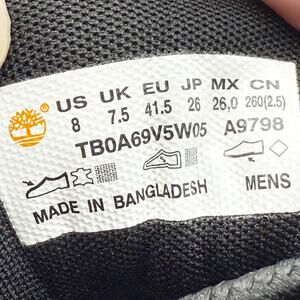 US UK EU JP MX CN
8 7.5 41.5 26 26,0 260(2.5)
TB0A69V5W05 A9798
MADE IN BANGLADESH MENS